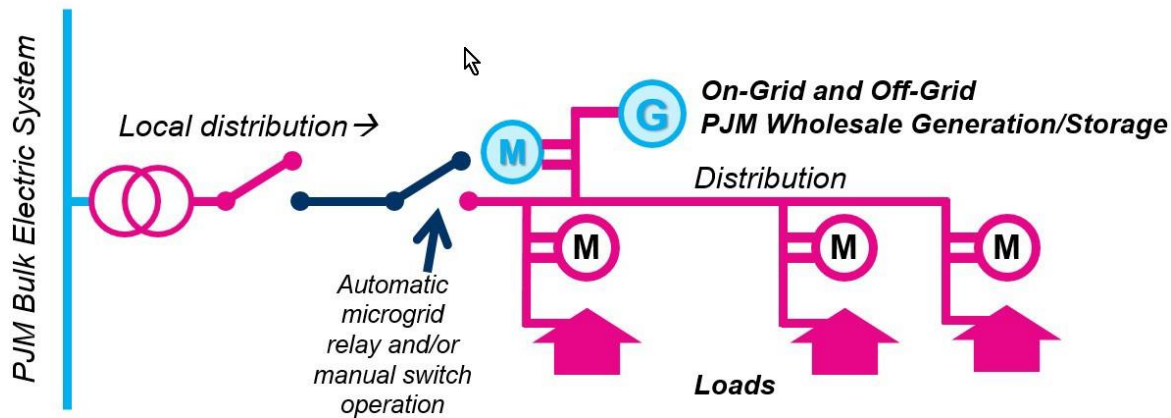 PJM Bulk Electric System
Local distribution →
M
G
On-Grid and Off-Grid
PJM Wholesale Generation/Storage
Distribution
M
M
M
Automatic
microgrid
relay and/or
manual switch
operation
Loads